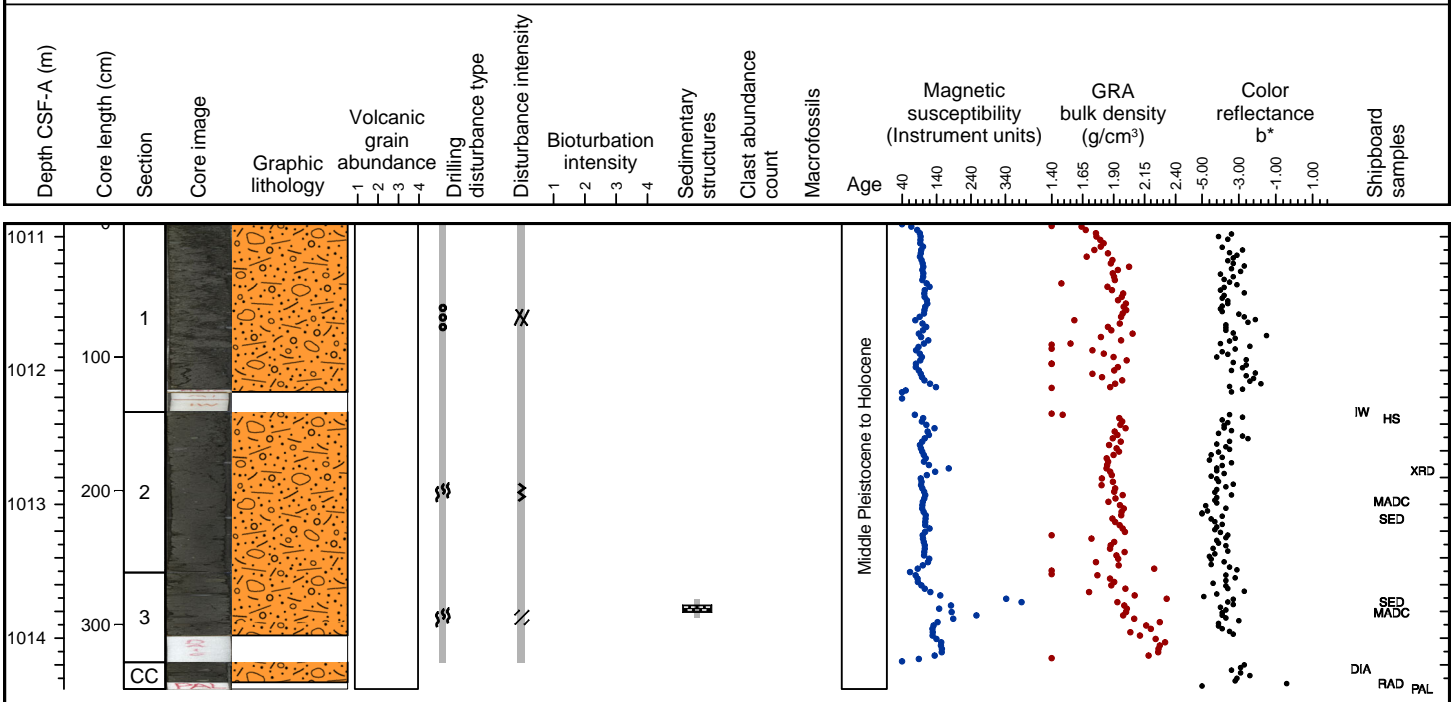 Depth CSF-A (m)
Core length (cm)
Section
Core image
Graphic
lithology
Volcanic
grain
abundance
1 2 3 4
Drilling
disturbance type
Disturbance intensity
Bioturbation
intensity
1 2 3 4
Sedimentary
structures
Clast abundance
count
Macrofossils
Age
Magnetic
susceptibility
(Instrument units)
40 140 240 340
GRA
bulk density
(g/cm³)
1.40 1.65 1.90 2.15 2.40
Color
reflectance
b*
-5.00 -3.00 -1.00 1.00
Shipboard
samples
0
1011
1
100
1012
IW
HS
XRD
2
200
1013
MADC
SED
Middle Pleistocene to Holocene
3
SED
MADC
300
1014
CC
DIA
RAD
PAL